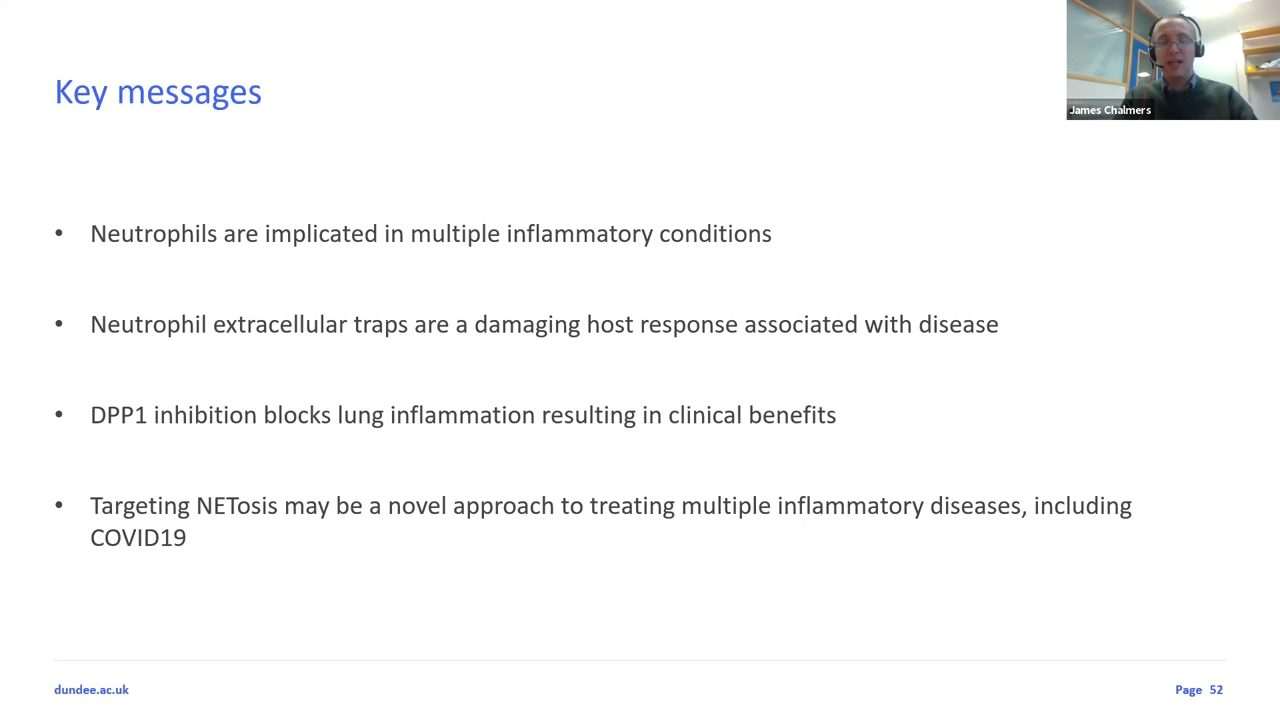 Key messages
James Chalmers
• Neutrophils are implicated in multiple inflammatory conditions
• Neutrophil extracellular traps are a damaging host response associated with disease
• DPP1 inhibition blocks lung inflammation resulting in clinical benefits
• Targeting NETosis may be a novel approach to treating multiple inflammatory diseases, including
COVID19
dundee.ac.uk
Page 52